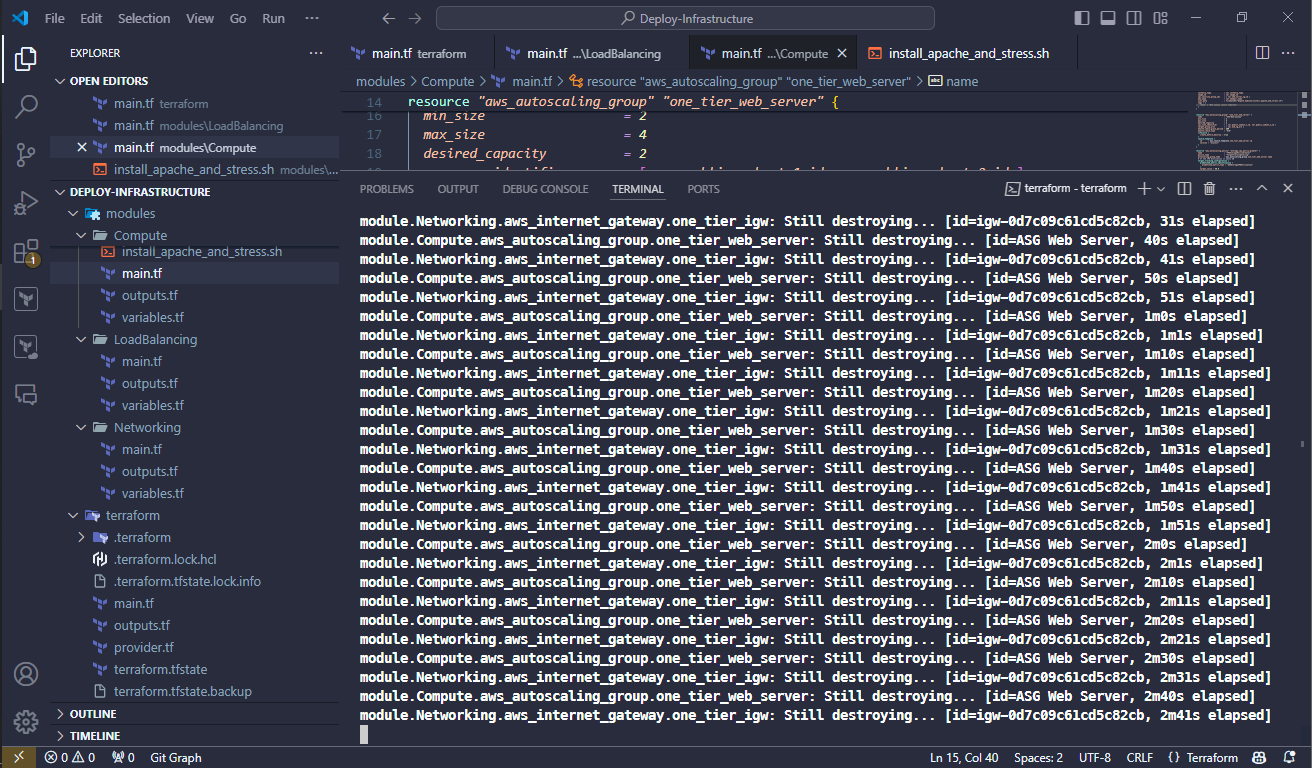 File Edit Selection View Go Run ··· Deploy-Infrastructure
EXPLORER ···
OPEN EDITORS
main.tf terraform
main.tf modules\LoadBalancing
main.tf modules\Compute
install_apache_and_stress.sh modules\...
DEPLOY-INFRASTRUCTURE
modules
Compute
install_apache_and_stress.sh
main.tf
outputs.tf
variables.tf
LoadBalancing
main.tf
outputs.tf
variables.tf
Networking
main.tf
outputs.tf
variables.tf
terraform
.terraform
.terraform.lock.hcl
.terraform.tfstate.lock.info
main.tf
outputs.tf
provider.tf
terraform.tfstate
terraform.tfstate.backup
OUTLINE
TIMELINE
1
main.tf terraform main.tf ...\LoadBalancing main.tf ...\Compute install_apache_and_stress.sh
modules > Compute > main.tf > resource "aws_autoscaling_group" "one_tier_web_server" > abc name
14 resource "aws_autoscaling_group" "one_tier_web_server" {
16 min_size = 2
17 max_size = 4
18 desired_capacity = 2
PROBLEMS OUTPUT DEBUG CONSOLE TERMINAL PORTS terraform - terraform
module.Networking.aws_internet_gateway.one_tier_igw: Still destroying... [id=igw-0d7c09c61cd5c82cb, 31s elapsed]
module.Compute.aws_autoscaling_group.one_tier_web_server: Still destroying... [id=ASG Web Server, 40s elapsed]
module.Networking.aws_internet_gateway.one_tier_igw: Still destroying... [id=igw-0d7c09c61cd5c82cb, 41s elapsed]
module.Compute.aws_autoscaling_group.one_tier_web_server: Still destroying... [id=ASG Web Server, 50s elapsed]
module.Networking.aws_internet_gateway.one_tier_igw: Still destroying... [id=igw-0d7c09c61cd5c82cb, 51s elapsed]
module.Compute.aws_autoscaling_group.one_tier_web_server: Still destroying... [id=ASG Web Server, 1m0s elapsed]
module.Networking.aws_internet_gateway.one_tier_igw: Still destroying... [id=igw-0d7c09c61cd5c82cb, 1m1s elapsed]
module.Compute.aws_autoscaling_group.one_tier_web_server: Still destroying... [id=ASG Web Server, 1m10s elapsed]
module.Networking.aws_internet_gateway.one_tier_igw: Still destroying... [id=igw-0d7c09c61cd5c82cb, 1m11s elapsed]
module.Compute.aws_autoscaling_group.one_tier_web_server: Still destroying... [id=ASG Web Server, 1m20s elapsed]
module.Networking.aws_internet_gateway.one_tier_igw: Still destroying... [id=igw-0d7c09c61cd5c82cb, 1m21s elapsed]
module.Compute.aws_autoscaling_group.one_tier_web_server: Still destroying... [id=ASG Web Server, 1m30s elapsed]
module.Networking.aws_internet_gateway.one_tier_igw: Still destroying... [id=igw-0d7c09c61cd5c82cb, 1m31s elapsed]
module.Compute.aws_autoscaling_group.one_tier_web_server: Still destroying... [id=ASG Web Server, 1m40s elapsed]
module.Networking.aws_internet_gateway.one_tier_igw: Still destroying... [id=igw-0d7c09c61cd5c82cb, 1m41s elapsed]
module.Compute.aws_autoscaling_group.one_tier_web_server: Still destroying... [id=ASG Web Server, 1m50s elapsed]
module.Networking.aws_internet_gateway.one_tier_igw: Still destroying... [id=igw-0d7c09c61cd5c82cb, 1m51s elapsed]
module.Compute.aws_autoscaling_group.one_tier_web_server: Still destroying... [id=ASG Web Server, 2m0s elapsed]
module.Networking.aws_internet_gateway.one_tier_igw: Still destroying... [id=igw-0d7c09c61cd5c82cb, 2m1s elapsed]
module.Compute.aws_autoscaling_group.one_tier_web_server: Still destroying... [id=ASG Web Server, 2m10s elapsed]
module.Networking.aws_internet_gateway.one_tier_igw: Still destroying... [id=igw-0d7c09c61cd5c82cb, 2m11s elapsed]
module.Compute.aws_autoscaling_group.one_tier_web_server: Still destroying... [id=ASG Web Server, 2m20s elapsed]
module.Networking.aws_internet_gateway.one_tier_igw: Still destroying... [id=igw-0d7c09c61cd5c82cb, 2m21s elapsed]
module.Compute.aws_autoscaling_group.one_tier_web_server: Still destroying... [id=ASG Web Server, 2m30s elapsed]
module.Networking.aws_internet_gateway.one_tier_igw: Still destroying... [id=igw-0d7c09c61cd5c82cb, 2m31s elapsed]
module.Compute.aws_autoscaling_group.one_tier_web_server: Still destroying... [id=ASG Web Server, 2m40s elapsed]
module.Networking.aws_internet_gateway.one_tier_igw: Still destroying... [id=igw-0d7c09c61cd5c82cb, 2m41s elapsed]
0 0 0 Git Graph Ln 15, Col 40 Spaces: 2 UTF-8 CRLF {} Terraform